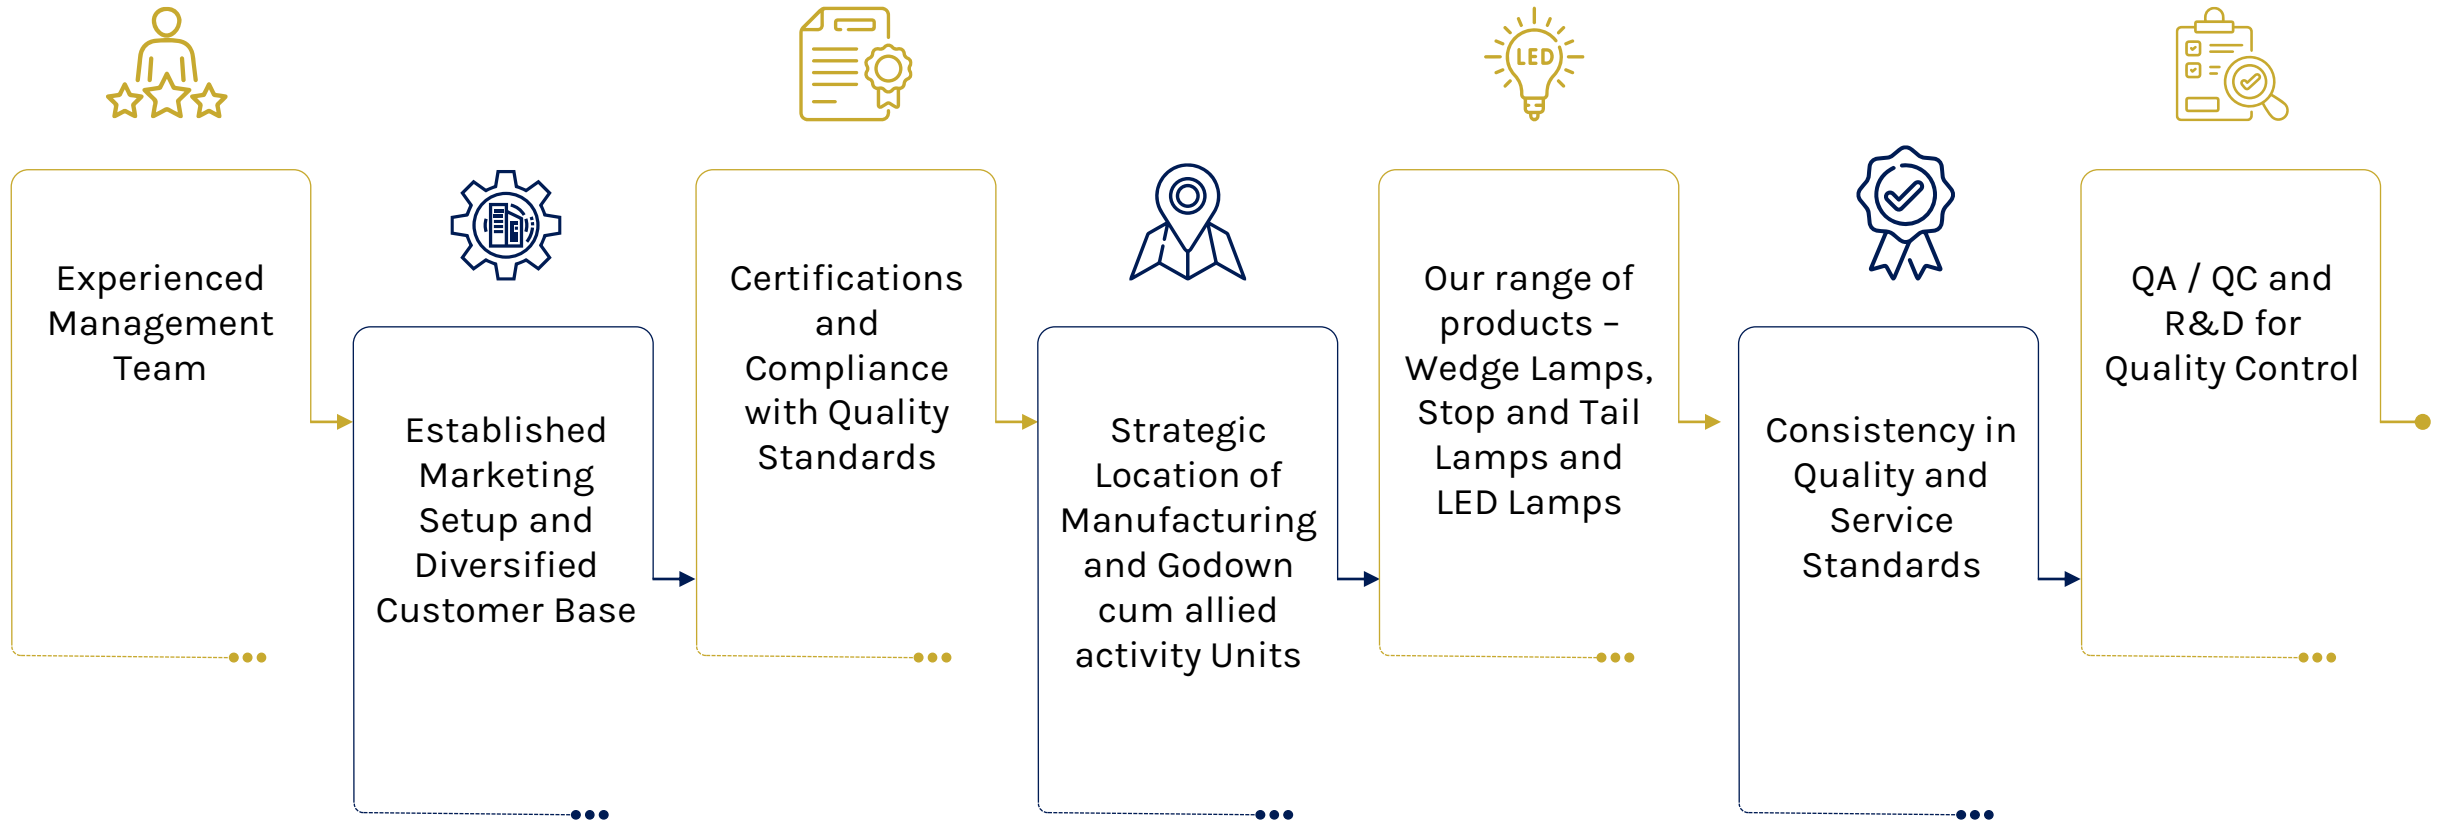 Experienced
Management
Team
Established
Marketing
Setup and
Diversified
Customer Base
Certifications
and
Compliance
with Quality
Standards
Strategic
Location of
Manufacturing
and Godown
cum allied
activity Units
LED
Our range of
products –
Wedge Lamps,
Stop and Tail
Lamps and
LED Lamps
Consistency in
Quality and
Service
Standards
QA / QC and
R&D for
Quality Control